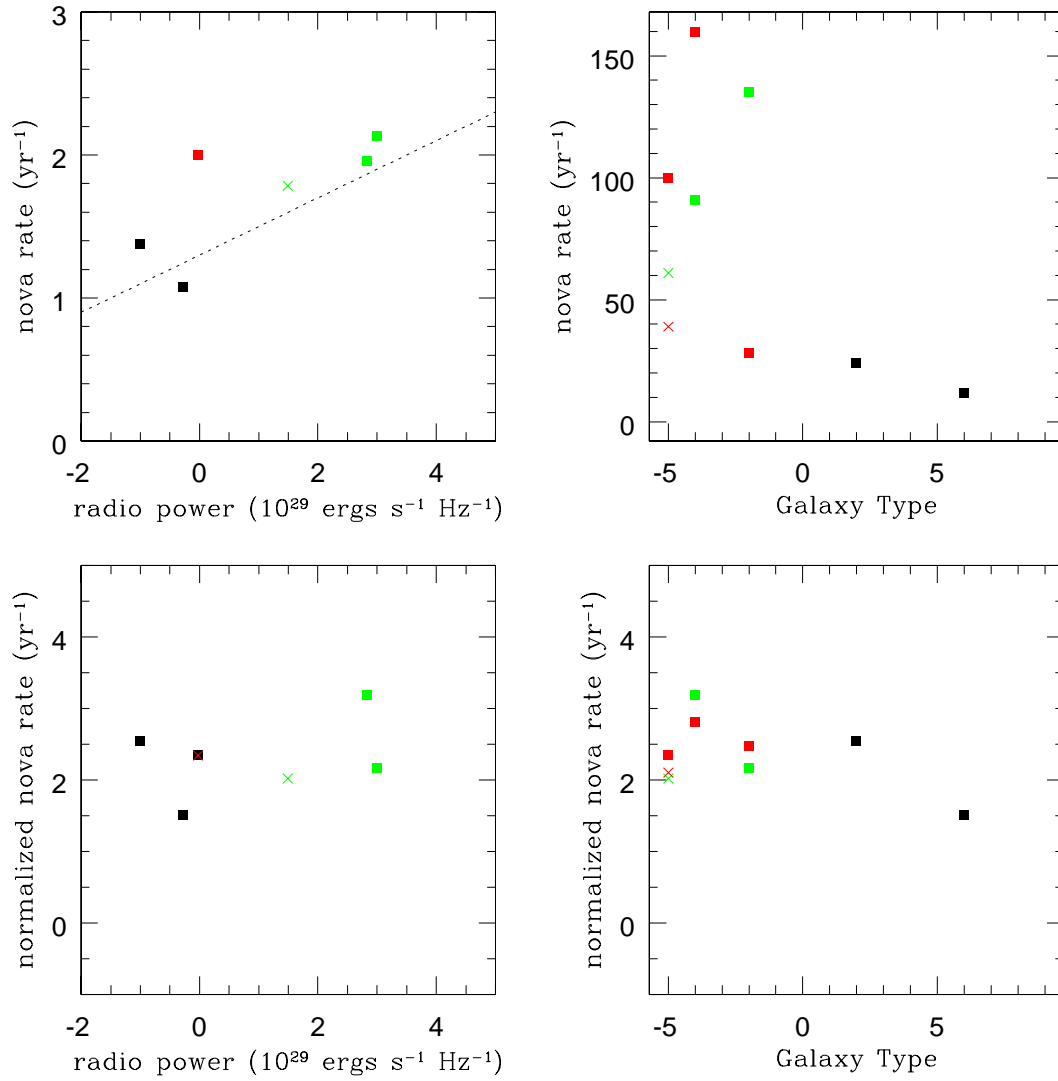 3
2
1
0
nova rate (yr⁻¹)
-2 0 2 4
radio power (10²⁹ ergs s⁻¹ Hz⁻¹)
150
100
50
0
nova rate (yr⁻¹)
-5 0 5
Galaxy Type
4
2
0
normalized nova rate (yr⁻¹)
-2 0 2 4
radio power (10²⁹ ergs s⁻¹ Hz⁻¹)
4
2
0
normalized nova rate (yr⁻¹)
-5 0 5
Galaxy Type